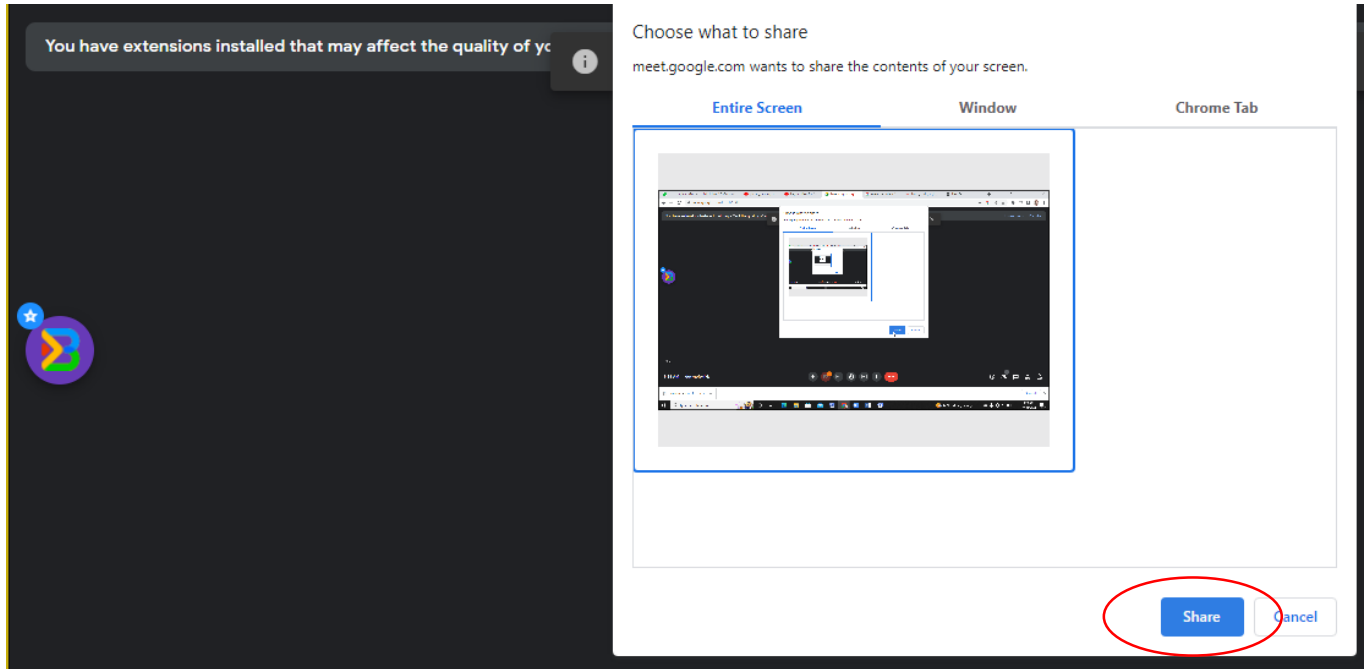 You have extensions installed that may affect the quality of yo
Choose what to share
meet.google.com wants to share the contents of your screen.
Entire Screen Window Chrome Tab
Share Cancel